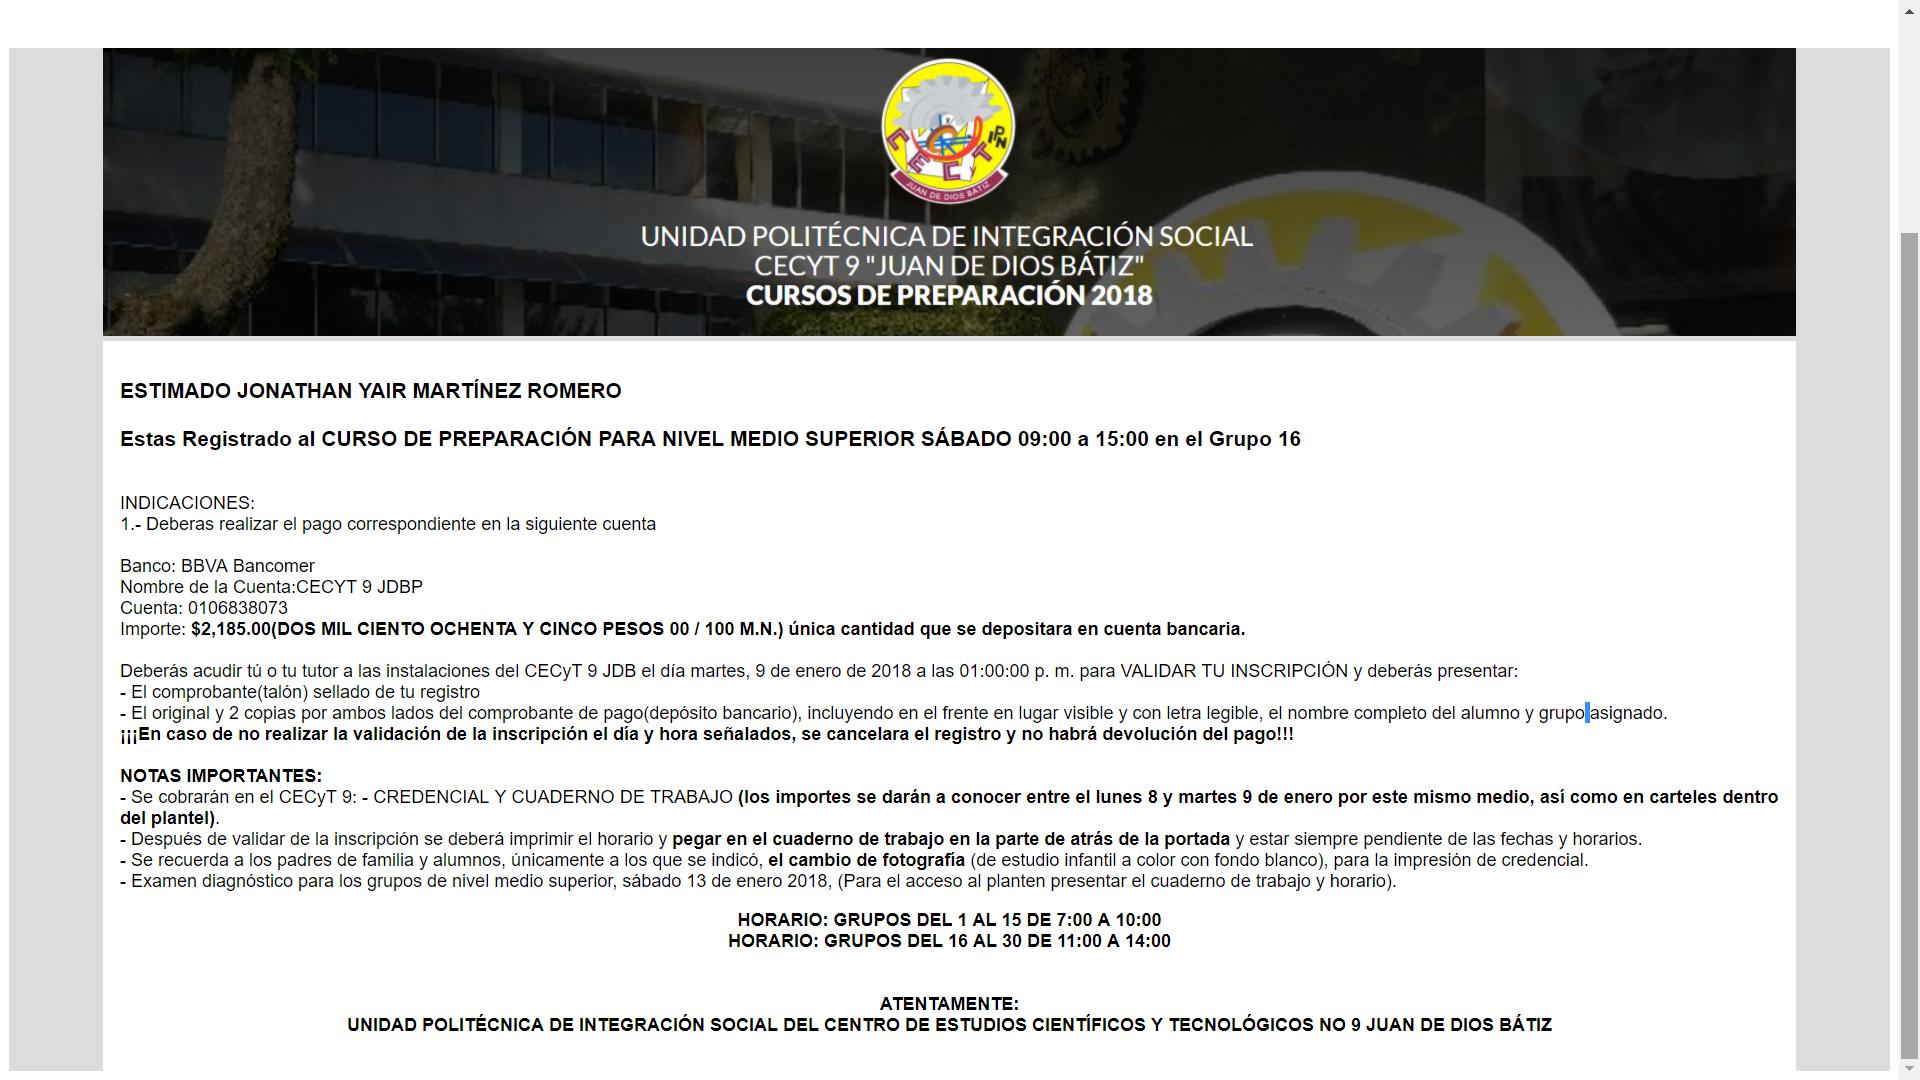 CECyT
IPN
JUAN DE DIOS BÁTIZ
UNIDAD POLITÉCNICA DE INTEGRACIÓN SOCIAL
CECYT 9 "JUAN DE DIOS BÁTIZ"
CURSOS DE PREPARACIÓN 2018
ESTIMADO JONATHAN YAIR MARTÍNEZ ROMERO
Estas Registrado al CURSO DE PREPARACIÓN PARA NIVEL MEDIO SUPERIOR SÁBADO 09:00 a 15:00 en el Grupo 16
INDICACIONES:
1.- Deberas realizar el pago correspondiente en la siguiente cuenta
Banco: BBVA Bancomer
Nombre de la Cuenta:CECYT 9 JDBP
Cuenta: 0106838073
Importe: $2,185.00(DOS MIL CIENTO OCHENTA Y CINCO PESOS 00 / 100 M.N.) única cantidad que se depositara en cuenta bancaria.
Deberás acudir tú o tu tutor a las instalaciones del CECyT 9 JDB el día martes, 9 de enero de 2018 a las 01:00:00 p. m. para VALIDAR TU INSCRIPCIÓN y deberás presentar:
- El comprobante(talón) sellado de tu registro
- El original y 2 copias por ambos lados del comprobante de pago(depósito bancario), incluyendo en el frente en lugar visible y con letra legible, el nombre completo del alumno y grupo asignado.
¡¡¡En caso de no realizar la validación de la inscripción el día y hora señalados, se cancelara el registro y no habrá devolución del pago!!!
NOTAS IMPORTANTES:
- Se cobrarán en el CECyT 9: - CREDENCIAL Y CUADERNO DE TRABAJO (los importes se darán a conocer entre el lunes 8 y martes 9 de enero por este mismo medio, así como en carteles dentro
del plantel).
- Después de validar de la inscripción se deberá imprimir el horario y pegar en el cuaderno de trabajo en la parte de atrás de la portada y estar siempre pendiente de las fechas y horarios.
- Se recuerda a los padres de familia y alumnos, únicamente a los que se indicó, el cambio de fotografía (de estudio infantil a color con fondo blanco), para la impresión de credencial.
- Examen diagnóstico para los grupos de nivel medio superior, sábado 13 de enero 2018, (Para el acceso al planten presentar el cuaderno de trabajo y horario).
HORARIO: GRUPOS DEL 1 AL 15 DE 7:00 A 10:00
HORARIO: GRUPOS DEL 16 AL 30 DE 11:00 A 14:00
ATENTAMENTE:
UNIDAD POLITÉCNICA DE INTEGRACIÓN SOCIAL DEL CENTRO DE ESTUDIOS CIENTÍFICOS Y TECNOLÓGICOS NO 9 JUAN DE DIOS BÁTIZ